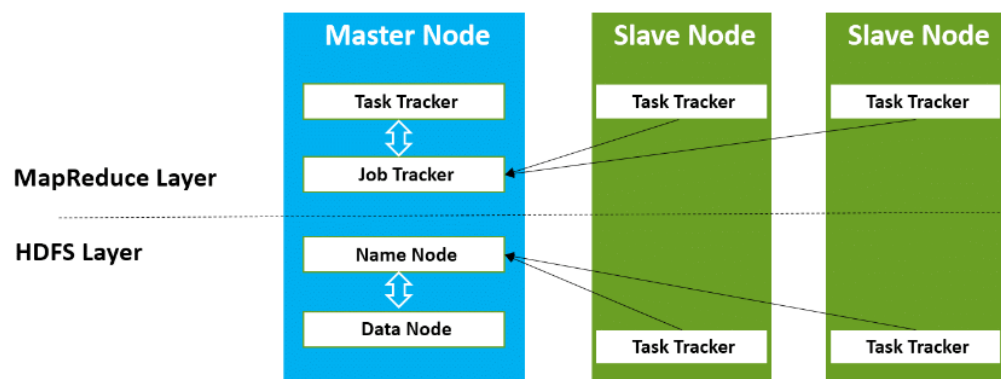 Master Node
Slave Node
Slave Node
Task Tracker
Task Tracker
Task Tracker
Job Tracker
MapReduce Layer
HDFS Layer
Name Node
Data Node
Task Tracker
Task Tracker